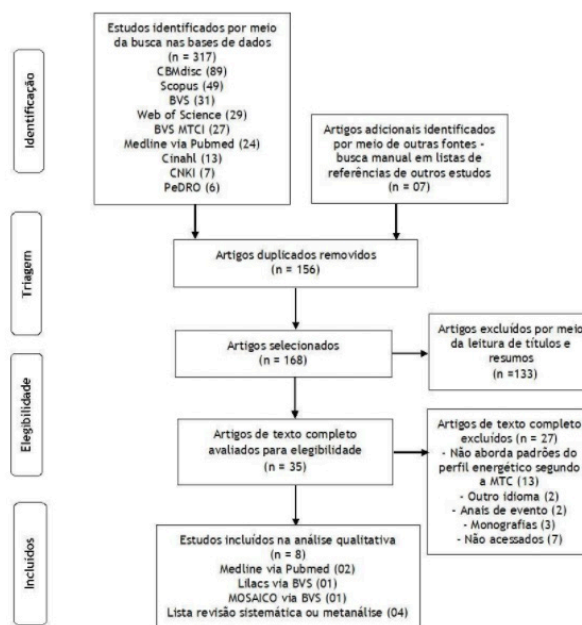 Identificação
Estudos identificados por meio
da busca nas bases de dados
(n = 317)
CBMdisc (89)
Scopus (49)
BVS (31)
Web of Science (29)
BVS MTCI (27)
Medline via Pubmed (24)
Cinahl (13)
CNKI (7)
PeDRO (6)
Artigos adicionais identificados
por meio de outras fontes -
busca manual em listas de
referências de outros estudos
(n = 07)
Triagem
Artigos duplicados removidos
(n = 156)
Artigos selecionados
(n = 168)
Artigos excluídos por meio
da leitura de títulos e
resumos
(n =133)
Elegibilidade
Artigos de texto completo
avaliados para elegibilidade
(n = 35)
Artigos de texto completo
excluídos (n = 27)
- Não aborda padrões do
perfil energético segundo
a MTC (13)
- Outro idioma (2)
- Anais de evento (2)
- Monografias (3)
- Não acessados (7)
Incluídos
Estudos incluídos na análise qualitativa
(n = 8)
Medline via Pubmed (02)
Lilacs via BVS (01)
MOSAICO via BVS (01)
Lista revisão sistemática ou metanálise (04)